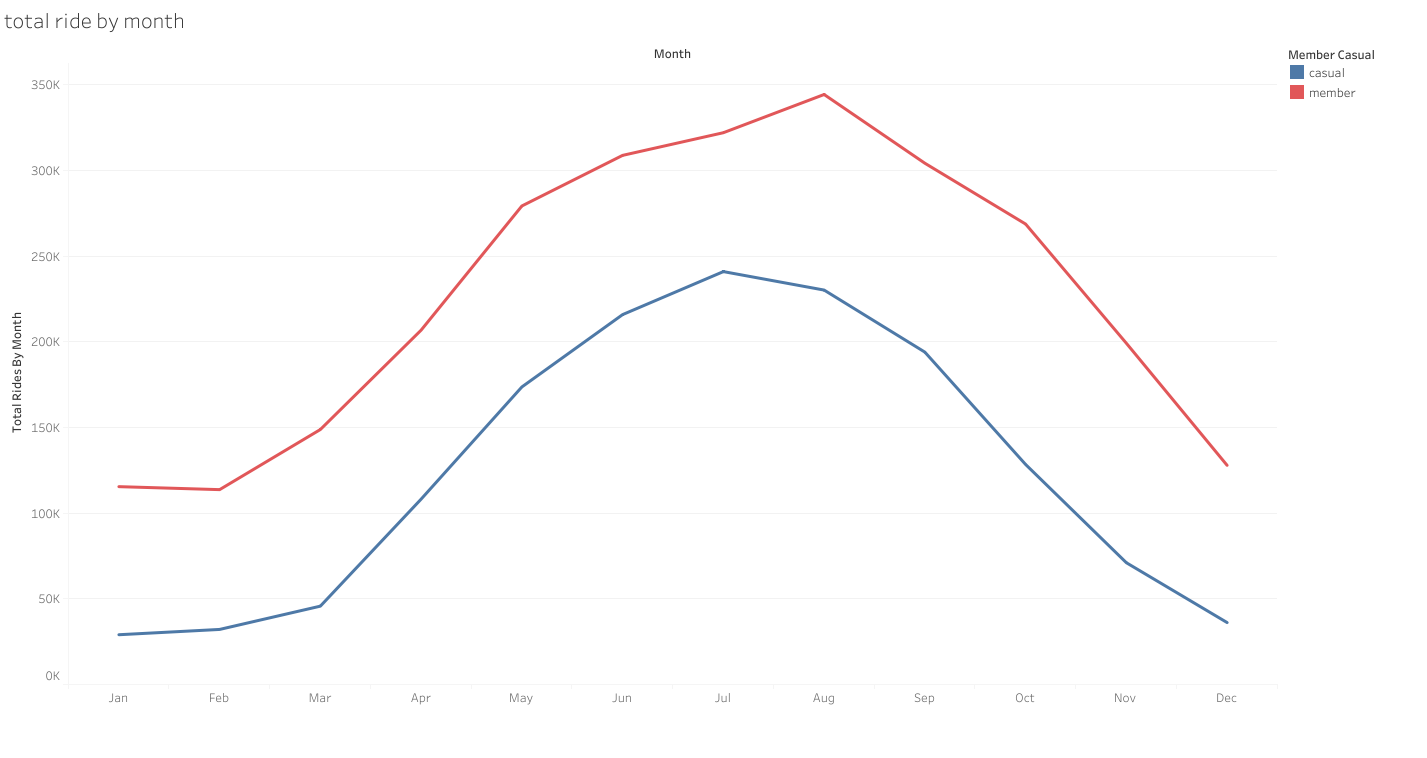 total ride by month
Month
Member Casual
casual
member
Total Rides By Month
350K
300K
250K
200K
150K
100K
50K
0K
Jan Feb Mar Apr May Jun Jul Aug Sep Oct Nov Dec